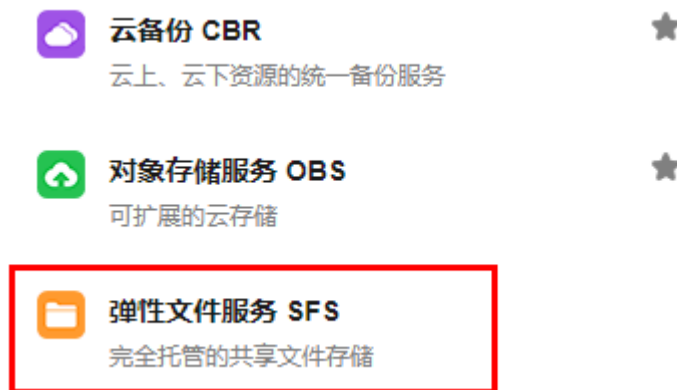 云备份 CBR
云上、云下资源的统一备份服务
对象存储服务 OBS
可扩展的云存储
弹性文件服务 SFS
完全托管的共享文件存储